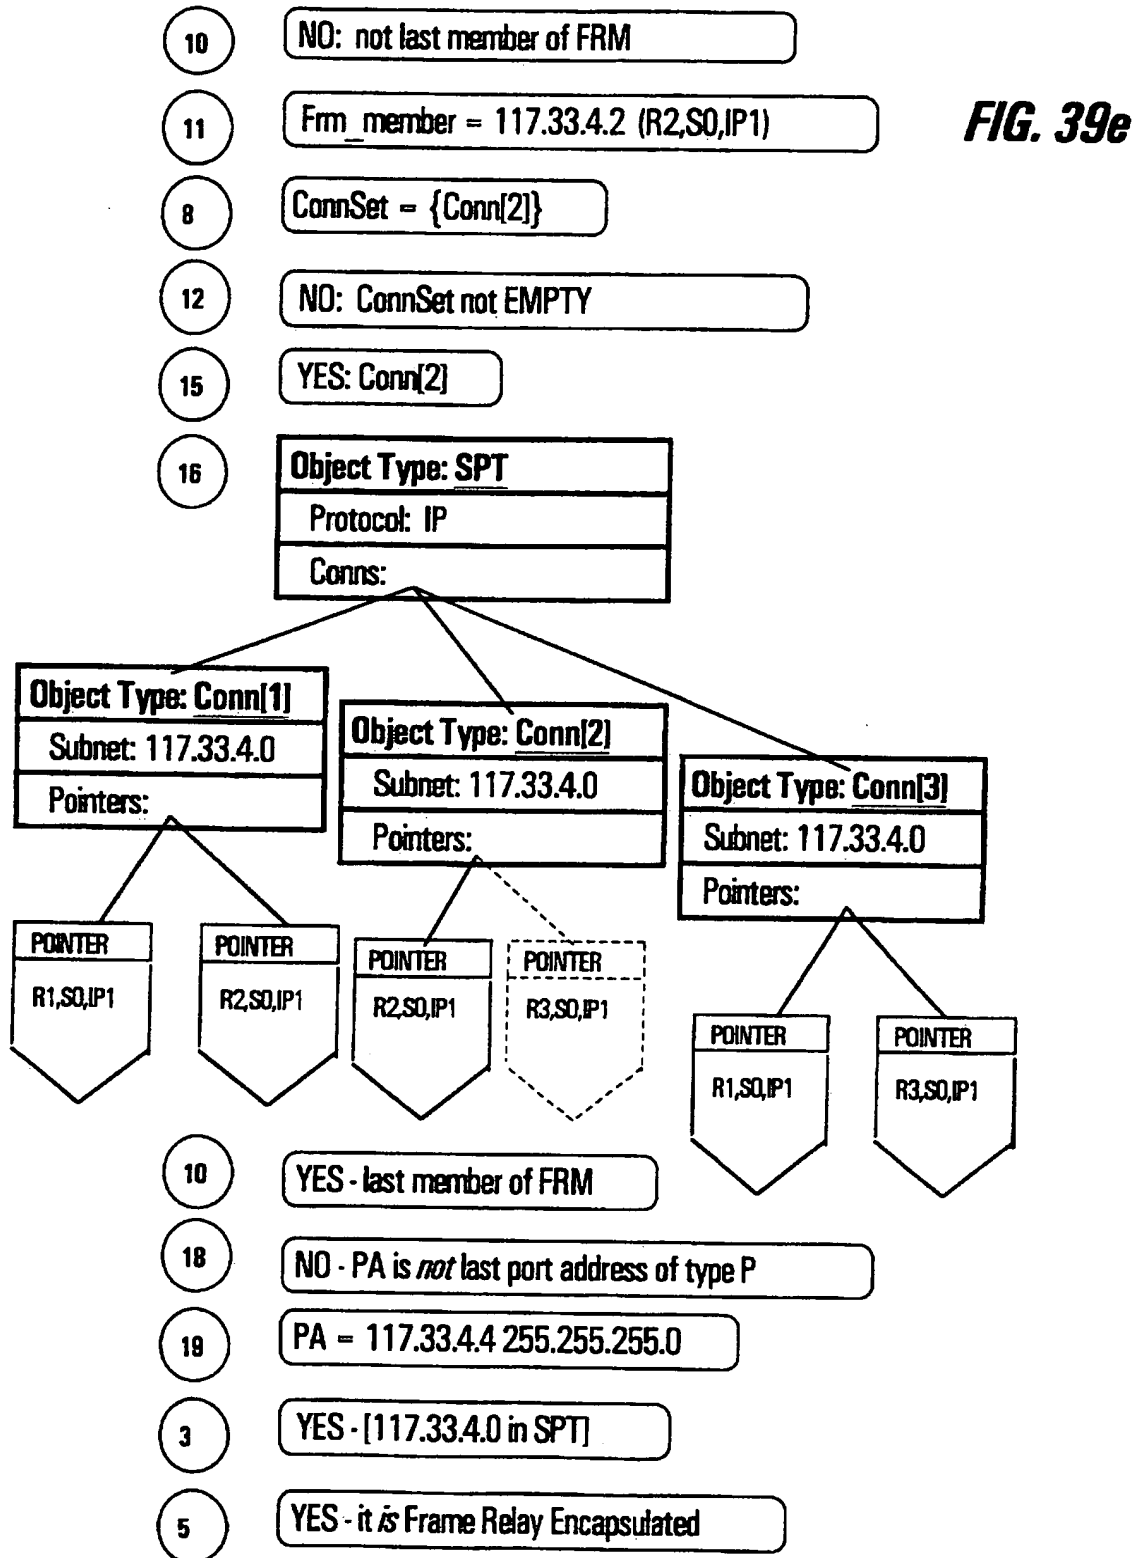 10
NO: not last member of FRM
FIG. 39e
11
Frm_member = 117.33.4.2 (R2,S0,IP1)
8
ConnSet = {Conn[2]}
12
NO: ConnSet not EMPTY
15
YES: Conn[2]
16
Object Type: SPT
Protocol: IP
Conns:
Object Type: Conn[1]
Subnet: 117.33.4.0
Pointers:
Object Type: Conn[2]
Subnet: 117.33.4.0
Pointers:
Object Type: Conn[3]
Subnet: 117.33.4.0
Pointers:
POINTER
R1,S0,IP1
POINTER
R2,S0,IP1
POINTER
R2,S0,IP1
POINTER
R3,S0,IP1
POINTER
R1,S0,IP1
POINTER
R3,S0,IP1
10
YES - last member of FRM
18
NO - PA is not last port address of type P
19
PA = 117.33.4.4 255.255.255.0
3
YES - [117.33.4.0 in SPT]
5
YES - it is Frame Relay Encapsulated